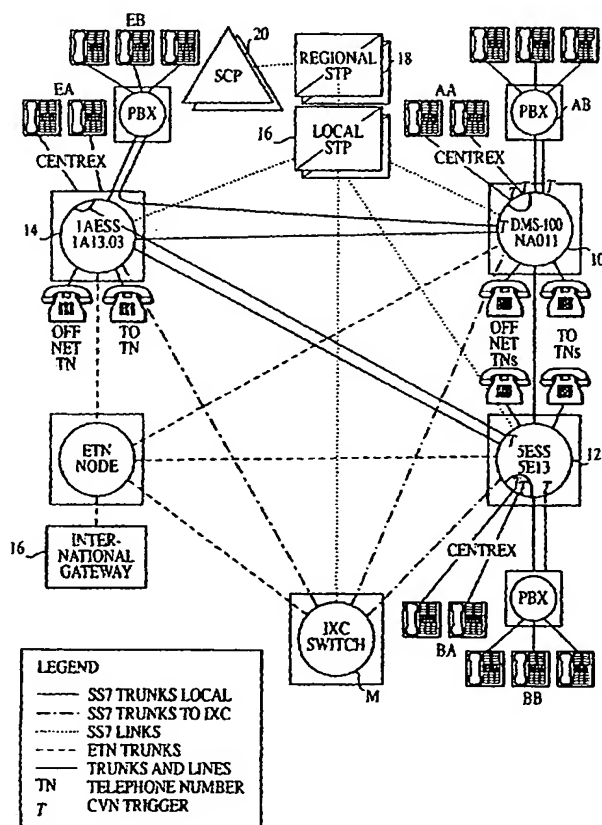 EB
20
SCP
REGIONAL
STP
18
EA
PBX
16
LOCAL
STP
AA
PBX
AB
CENTREX
CENTREX
14
1AESS
1A13.03
T
T
T
T
DMS-100
NA011
10
OFF
NET
TN
TO
TN
OFF
NET
TNs
TO
TNs
ETN
NODE
T
5ESS
5E13
12
T
T
T
16
INTER-
NATIONAL
GATEWAY
CENTREX
IXC
SWITCH
M
BA
PBX
BB
LEGEND
SS7 TRUNKS LOCAL
SS7 TRUNKS TO IXC
SS7 LINKS
ETN TRUNKS
TRUNKS AND LINES
TN TELEPHONE NUMBER
T CVN TRIGGER